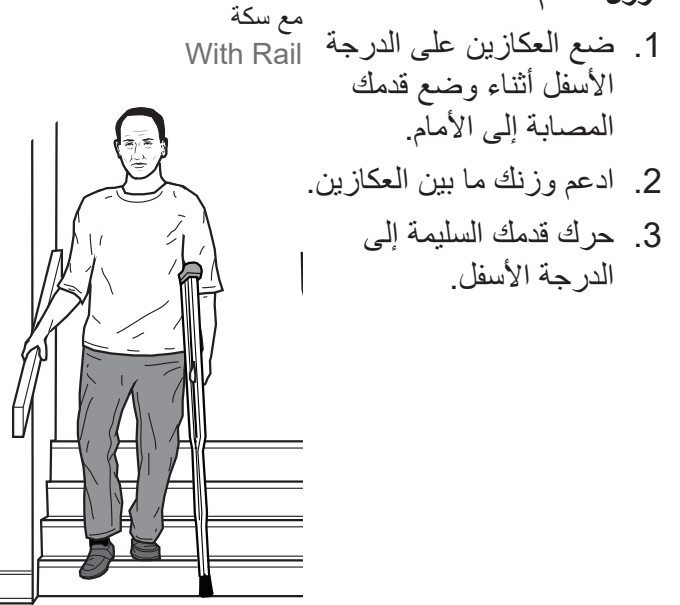 مع سكة
With Rail
1. ضع العكازين على الدرجة
الأسفل أثناء وضع قدمك
المصابة إلى الأمام.
2. ادعم وزنك ما بين العكازين.
3. حرك قدمك السليمة إلى
الدرجة الأسفل.